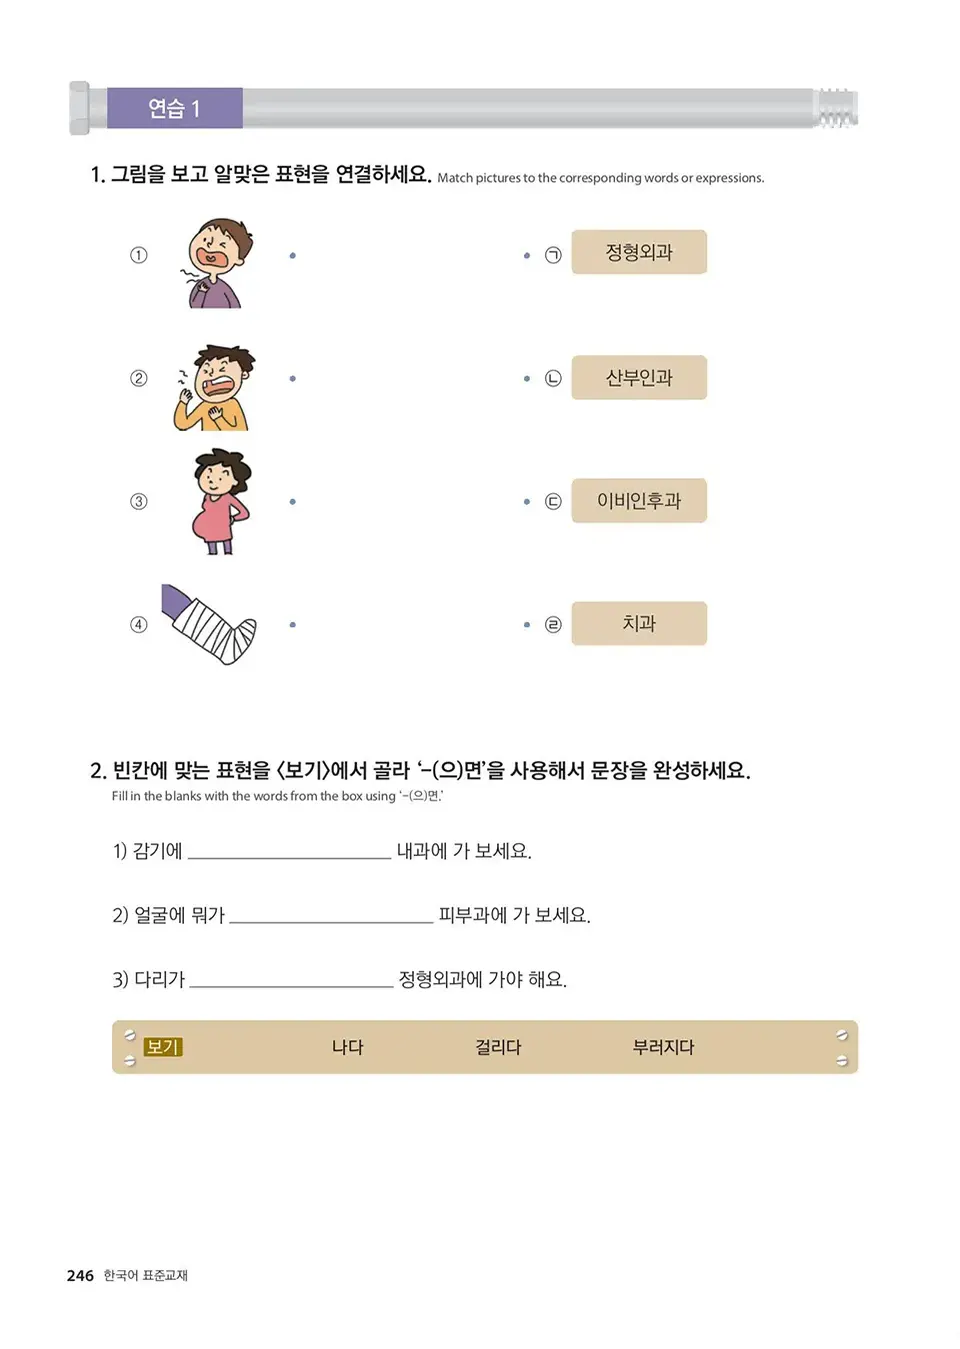 연습 1
1. 그림을 보고 알맞은 표현을 연결하세요. Match pictures to the corresponding words or expressions.
① ㉠ 정형외과
② ㉡ 산부인과
③ ㉢ 이비인후과
④ ㉣ 치과
2. 빈칸에 맞는 표현을 <보기>에서 골라 ‘-(으)면’을 사용해서 문장을 완성하세요.
Fill in the blanks with the words from the box using ‘-(으)면.’
1) 감기에 ____________________ 내과에 가 보세요.
2) 얼굴에 뭐가 ____________________ 피부과에 가 보세요.
3) 다리가 ____________________ 정형외과에 가야 해요.
보기 나다 걸리다 부러지다
246 한국어 표준교재